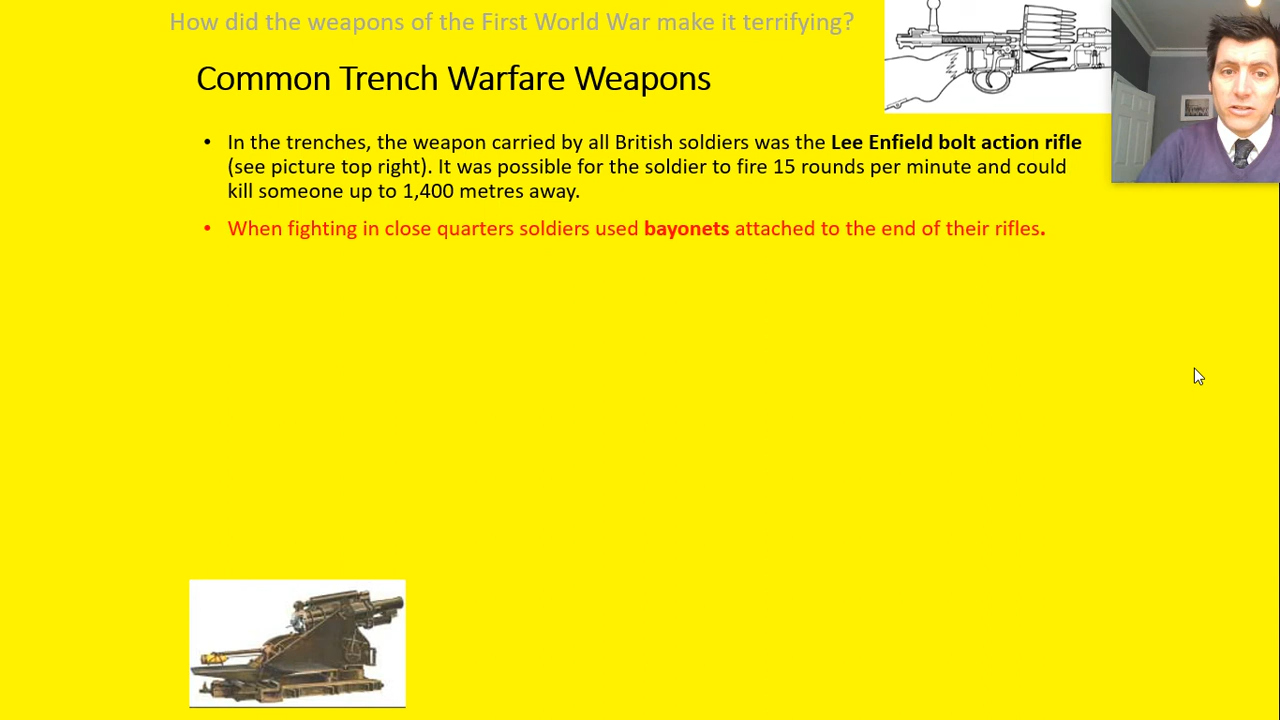 How did the weapons of the First World War make it terrifying?
Common Trench Warfare Weapons
• In the trenches, the weapon carried by all British soldiers was the Lee Enfield bolt action rifle
(see picture top right). It was possible for the soldier to fire 15 rounds per minute and could
kill someone up to 1,400 metres away.
• When fighting in close quarters soldiers used bayonets attached to the end of their rifles.